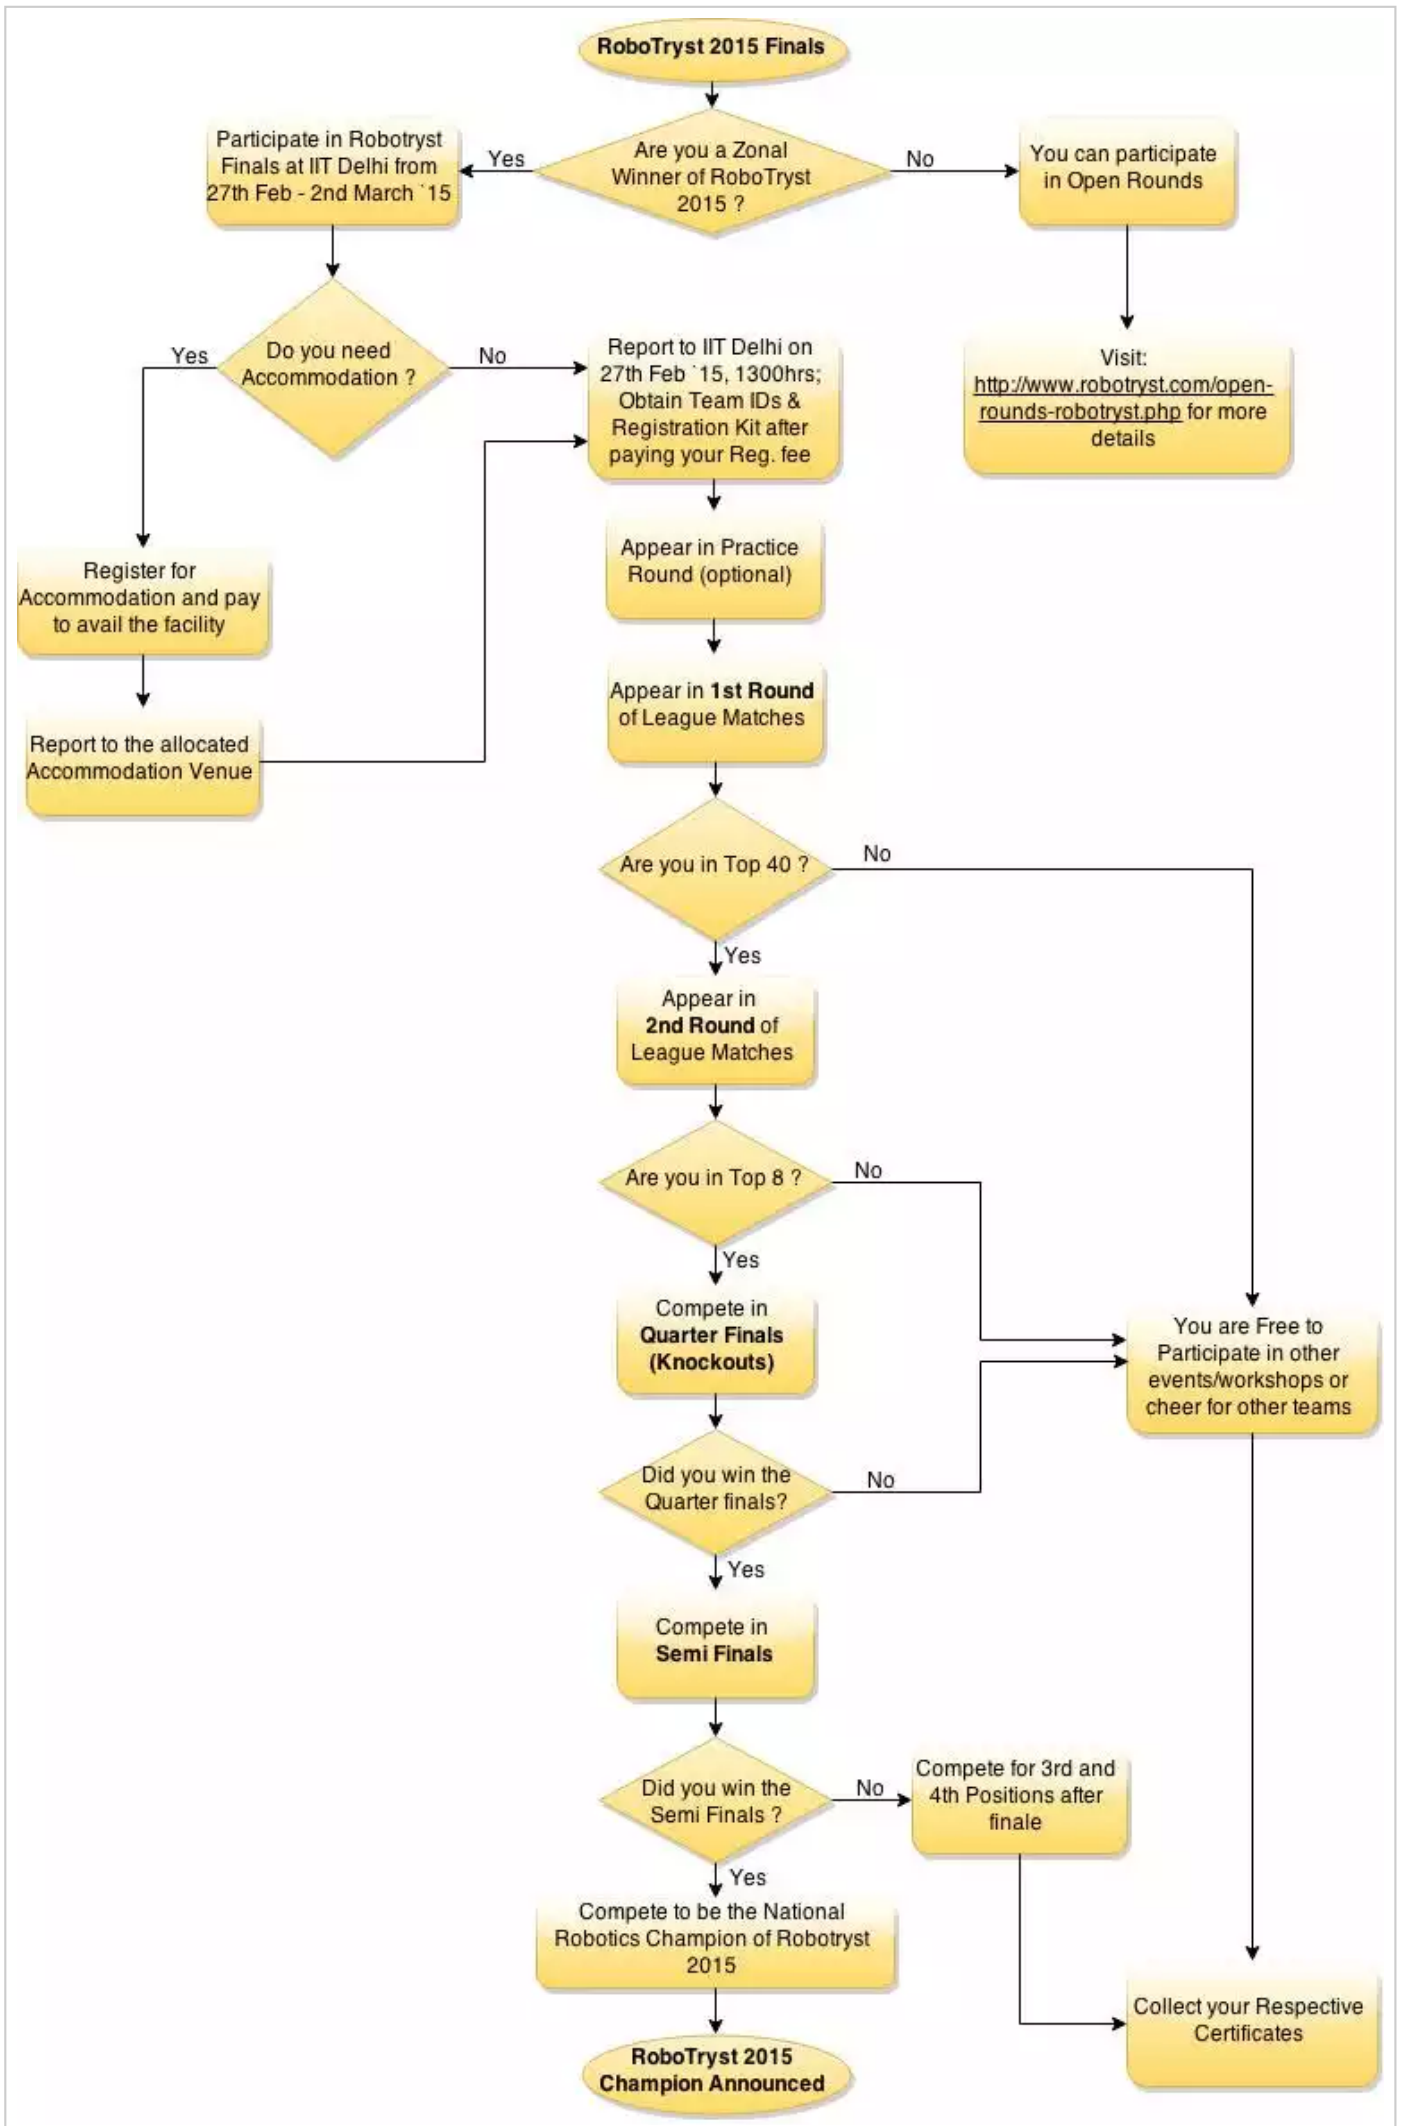 RoboTryst 2015 Finals
Are you a Zonal
Winner of RoboTryst
2015 ?
Yes
No
Participate in Robotryst
Finals at IIT Delhi from
27th Feb - 2nd March `15
You can participate
in Open Rounds
Do you need
Accommodation ?
Yes
No
Report to IIT Delhi on
27th Feb `15, 1300hrs;
Obtain Team IDs &
Registration Kit after
paying your Reg. fee
Visit:
http://www.robotryst.com/open-
rounds-robotryst.php for more
details
Register for
Accommodation and pay
to avail the facility
Report to the allocated
Accommodation Venue
Appear in Practice
Round (optional)
Appear in 1st Round
of League Matches
Are you in Top 40 ?
No
Yes
Appear in
2nd Round of
League Matches
Are you in Top 8 ?
No
Yes
Compete in
Quarter Finals
(Knockouts)
You are Free to
Participate in other
events/workshops or
cheer for other teams
Did you win the
Quarter finals?
No
Yes
Compete in
Semi Finals
Did you win the
Semi Finals ?
No
Compete for 3rd and
4th Positions after
finale
Yes
Compete to be the National
Robotics Champion of Robotryst
2015
Collect your Respective
Certificates
RoboTryst 2015
Champion Announced